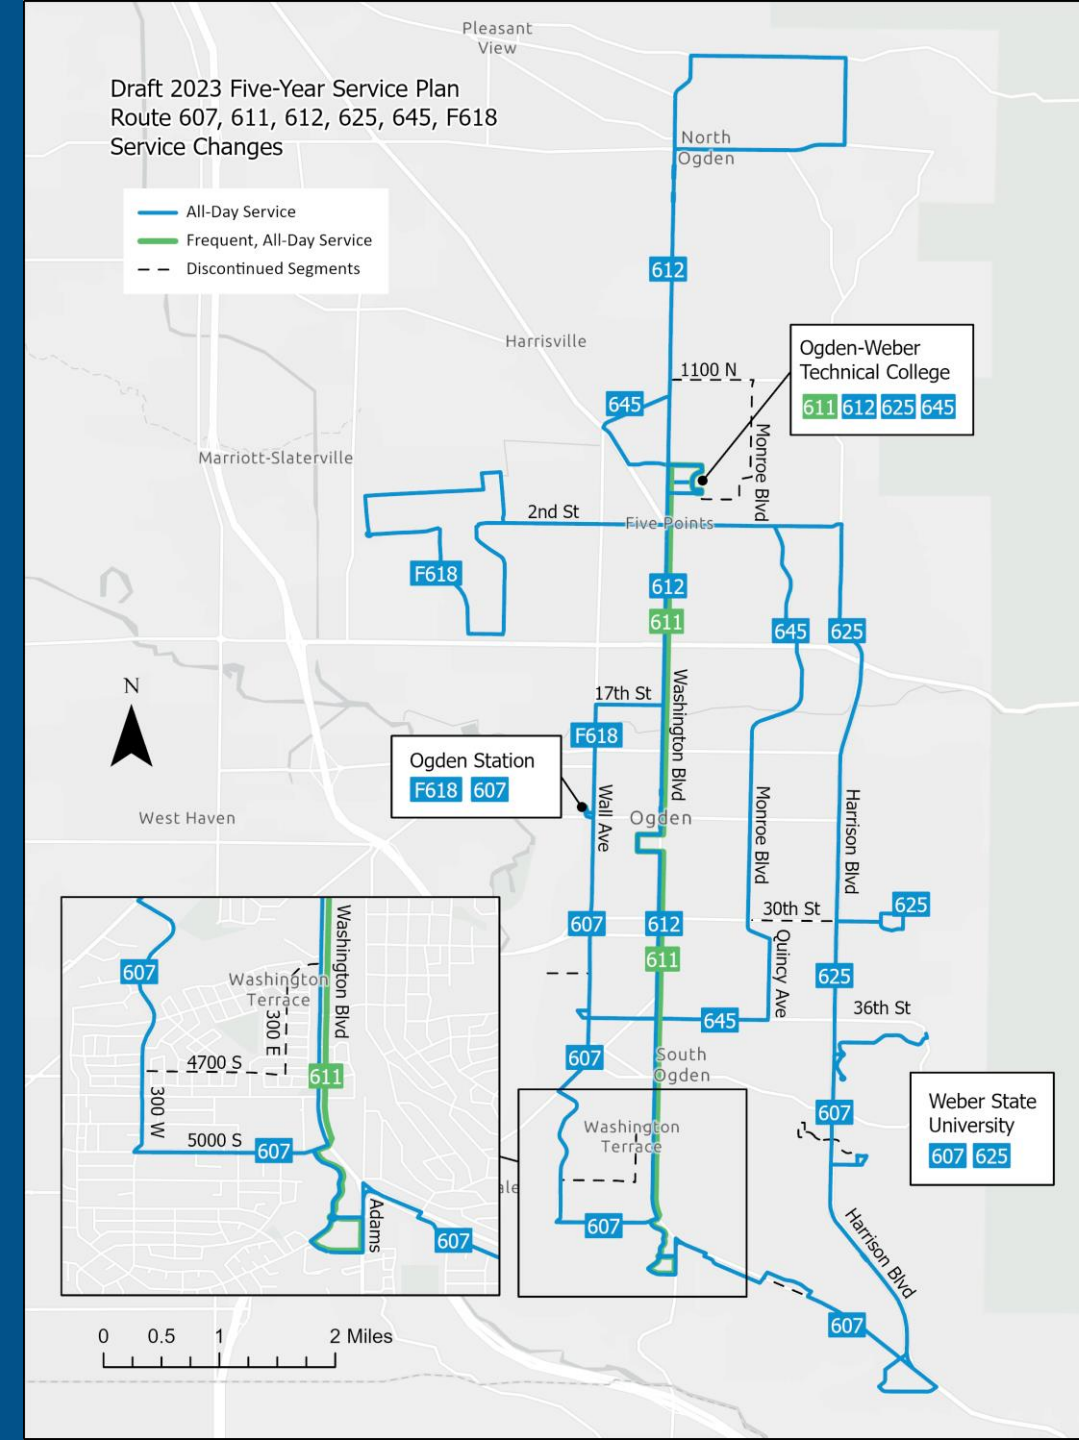 Pleasant
View
Draft 2023 Five-Year Service Plan
Route 607, 611, 612, 625, 645, F618
Service Changes
North
Ogden
All-Day Service
Frequent, All-Day Service
Discontinued Segments
612
Harrisville
1100 N
Ogden-Weber
Technical College
611 612 625 645
645
Monroe Blvd
Marriott-Slaterville
2nd St
Five Points
F618
612
611
645
625
N
17th St
Washington Blvd
F618
Ogden Station
F618 607
Wall Ave
Monroe Blvd
Harrison Blvd
West Haven
Ogden
30th St
625
607
612
611
Quincy Ave
625
Washington Blvd
607
Washington
Terrace
300 E
36th St
645
South
Ogden
607
4700 S
611
300 W
5000 S
607
Adams
607
Washington
Terrace
607
Weber State
University
607 625
ale
607
Harrison Blvd
607
0 0.5 1 2 Miles